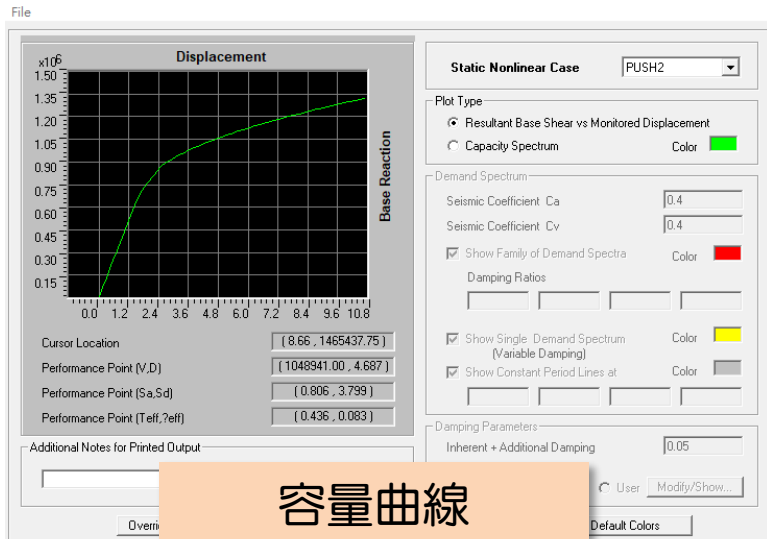 File
Displacement
x10⁶
1.50
1.35
1.20
1.05
0.90
0.75
0.60
0.45
0.30
0.15
Base Reaction
0.0 1.2 2.4 3.6 4.8 6.0 7.2 8.4 9.6 10.8
Cursor Location ( 8.66 , 1465437.75 )
Performance Point (V,D) ( 1048941.00 , 4.687 )
Performance Point (Sa,Sd) ( 0.806 , 3.799 )
Performance Point (Teff,?eff) ( 0.436 , 0.083 )
Additional Notes for Printed Output
Static Nonlinear Case PUSH2
Plot Type
Resultant Base Shear vs Monitored Displacement
Capacity Spectrum Color
Demand Spectrum
Seismic Coefficient Ca 0.4
Seismic Coefficient Cv 0.4
Show Family of Demand Spectra Color
Damping Ratios
Show Single Demand Spectrum Color
(Variable Damping)
Show Constant Period Lines at Color
Damping Parameters
Inherent + Additional Damping 0.05
User Modify/Show...
Default Colors
容量曲線